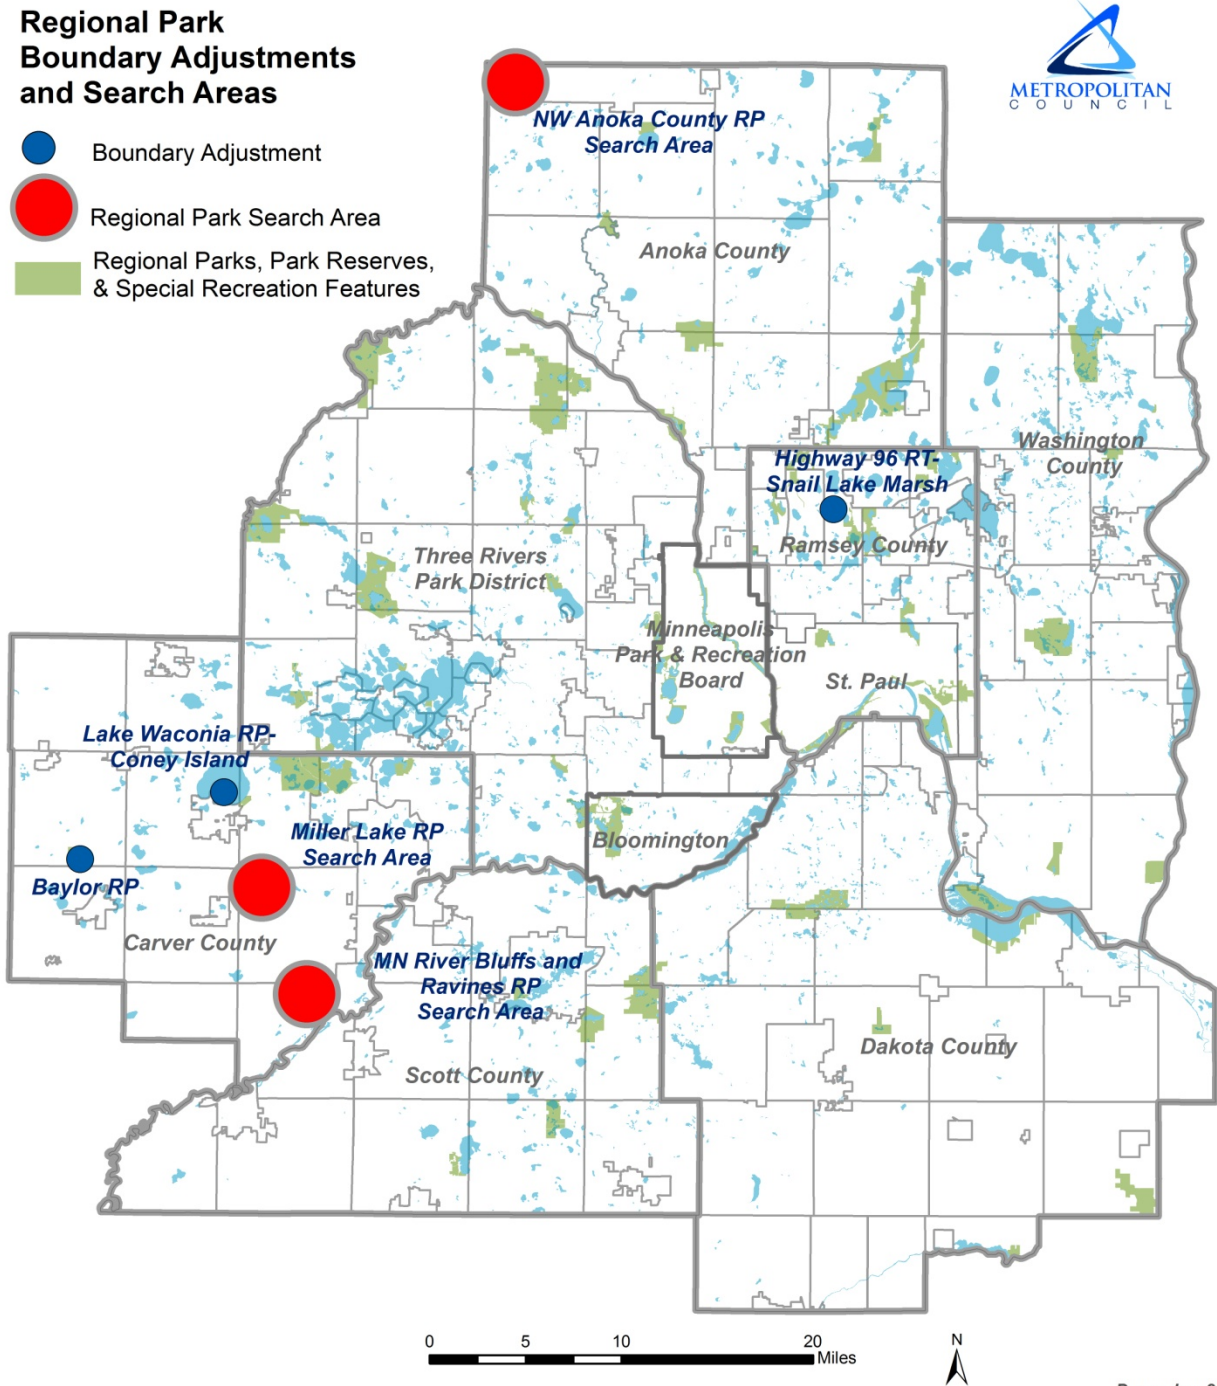 Regional Park
Boundary Adjustments
and Search Areas
Boundary Adjustment
Regional Park Search Area
Regional Parks, Park Reserves,
& Special Recreation Features
METROPOLITAN
COUNCIL
NW Anoka County RP
Search Area
Anoka County
Washington
County
Highway 96 RT-
Snail Lake Marsh
Ramsey County
Three Rivers
Park District
Minneapolis
Park & Recreation
Board
St. Paul
Lake Waconia RP-
Coney Island
Miller Lake RP
Search Area
Bloomington
Baylor RP
Carver County
MN River Bluffs and
Ravines RP
Search Area
Dakota County
Scott County
0 5 10 20
Miles
N